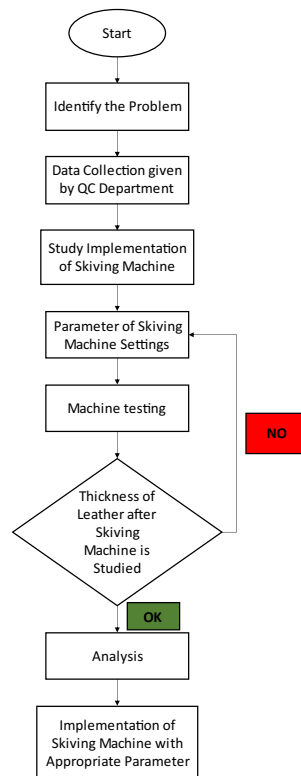 Start
Identify the Problem
Data Collection given
by QC Department
Study Implementation
of Skiving Machine
Parameter of Skiving
Machine Settings
Machine testing
NO
Thickness of
Leather after
Skiving
Machine is
Studied
OK
Analysis
Implementation of
Skiving Machine with
Appropriate Parameter